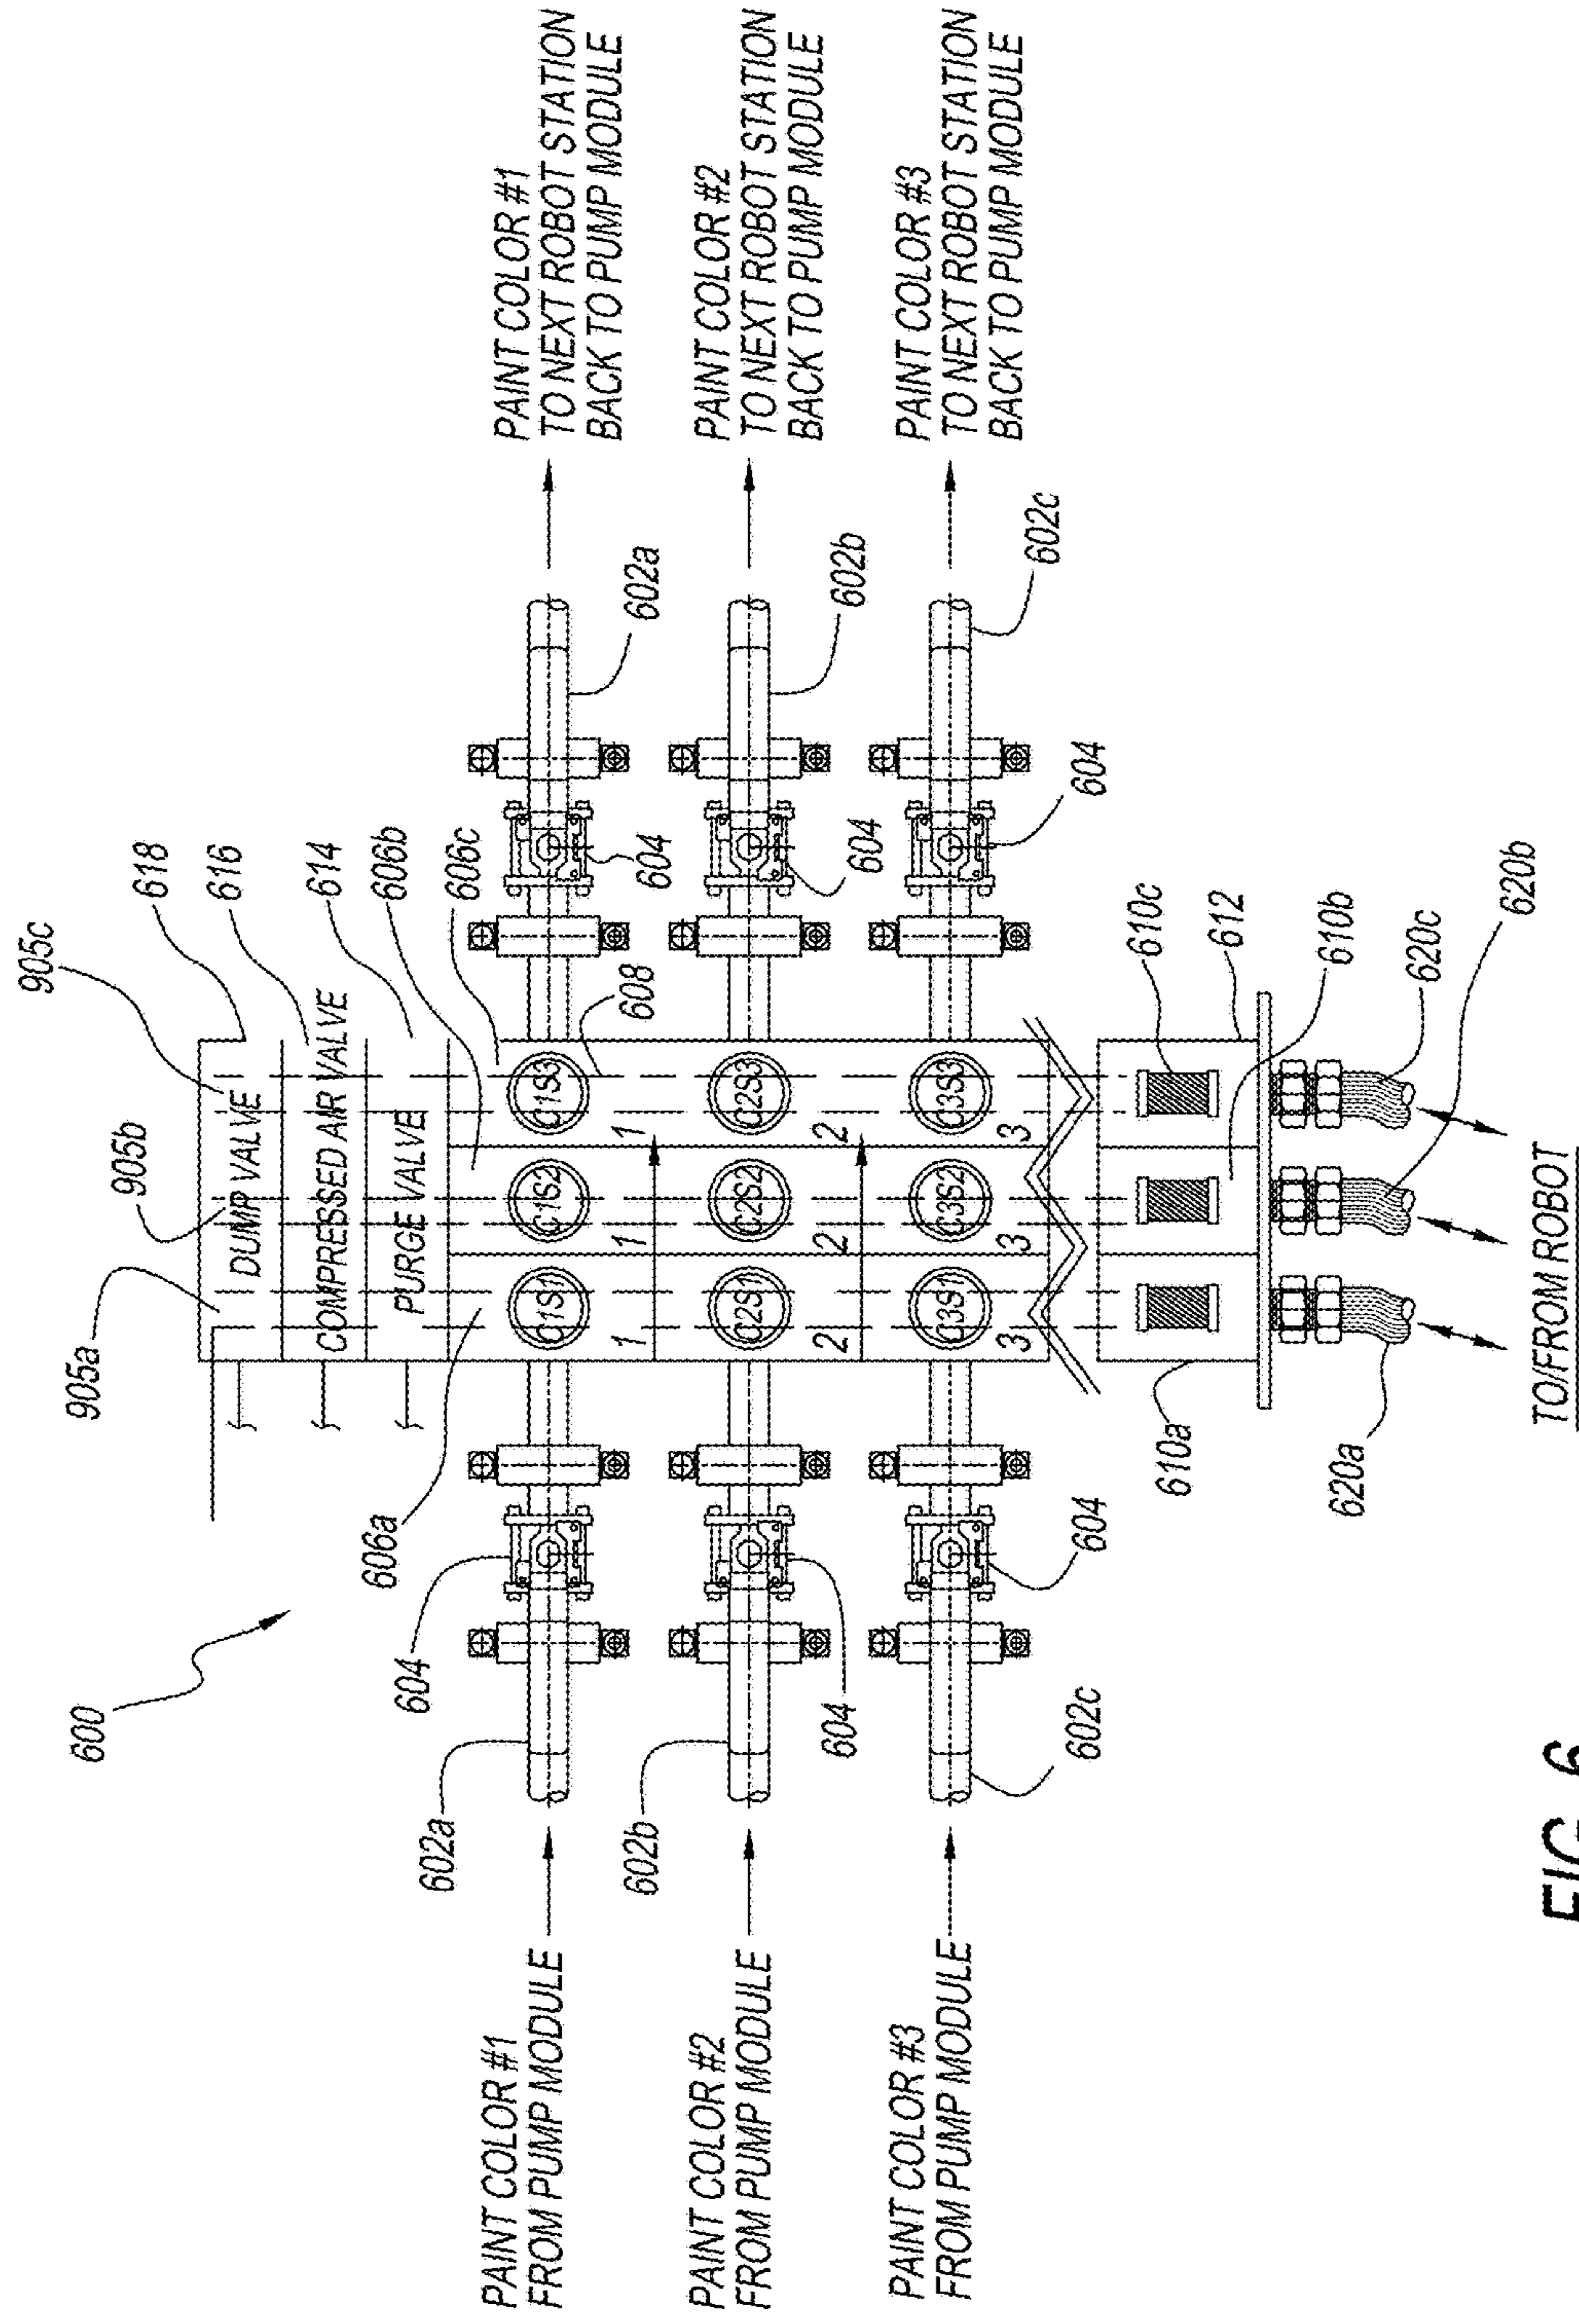 905a
905b
905c
618
616
614
606b
606c
608
600
606a
DUMP VALVE
COMPRESSED AIR VALVE
PURGE VALVE
604
602a
PAINT COLOR #1
FROM PUMP MODULE
C1S1
C1S2
C1S3
1
1
1
604
602a
PAINT COLOR #1
TO NEXT ROBOT STATION
BACK TO PUMP MODULE
602b
604
PAINT COLOR #2
FROM PUMP MODULE
C2S1
C2S2
C2S3
2
2
2
604
602b
PAINT COLOR #2
TO NEXT ROBOT STATION
BACK TO PUMP MODULE
602c
604
PAINT COLOR #3
FROM PUMP MODULE
C3S1
C3S2
C3S3
3
3
3
604
602c
PAINT COLOR #3
TO NEXT ROBOT STATION
BACK TO PUMP MODULE
610a
610c
612
610b
620a
620c
620b
TO/FROM ROBOT
FIG. 6